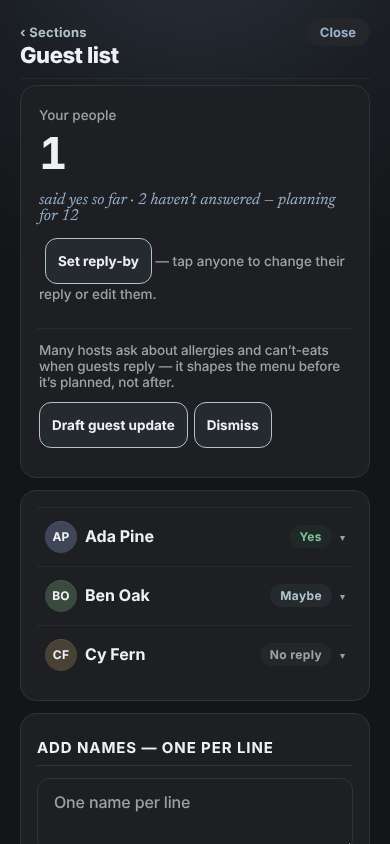 ‹ Sections
Close
Guest list
Your people
1
said yes so far · 2 haven’t answered — planning
for 12
Set reply-by — tap anyone to change their
reply or edit them.
Many hosts ask about allergies and can’t-eats
when guests reply — it shapes the menu before
it’s planned, not after.
Draft guest update Dismiss
AP Ada Pine Yes ▾
BO Ben Oak Maybe ▾
CF Cy Fern No reply ▾
ADD NAMES — ONE PER LINE
One name per line